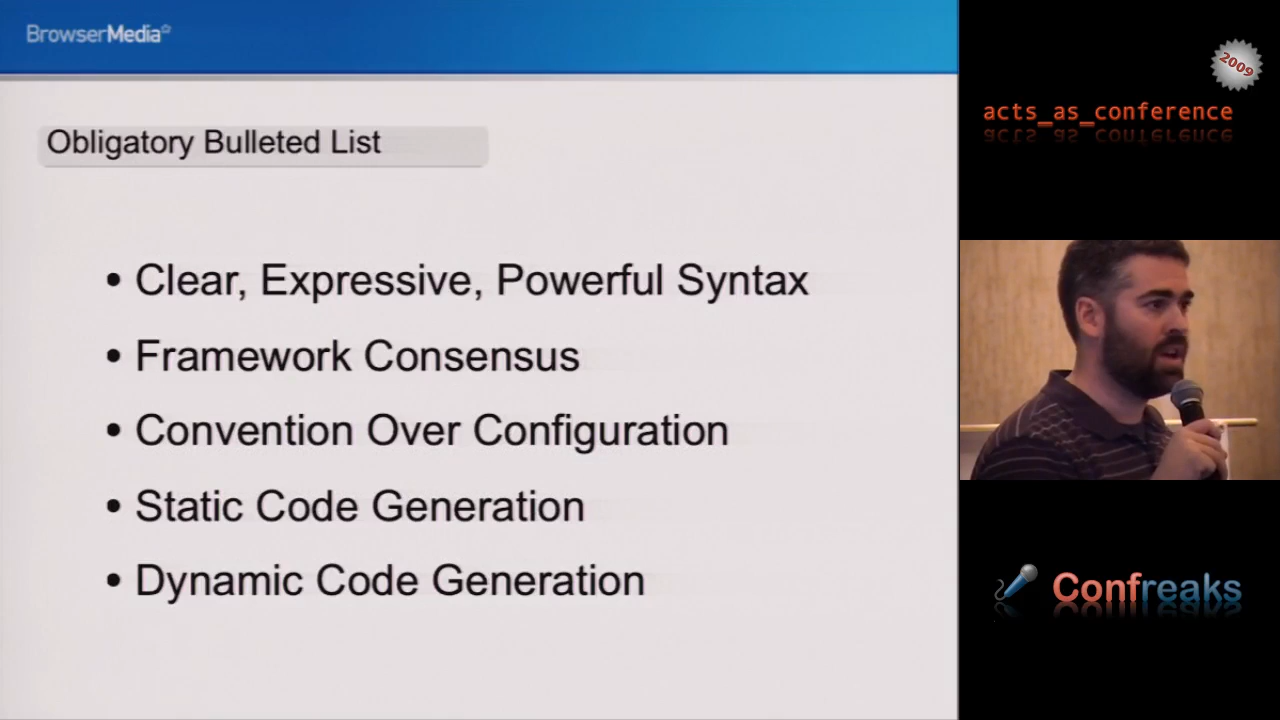 BrowserMedia
Obligatory Bulleted List
• Clear, Expressive, Powerful Syntax
• Framework Consensus
• Convention Over Configuration
• Static Code Generation
• Dynamic Code Generation
2009
acts_as_conference
Confreaks